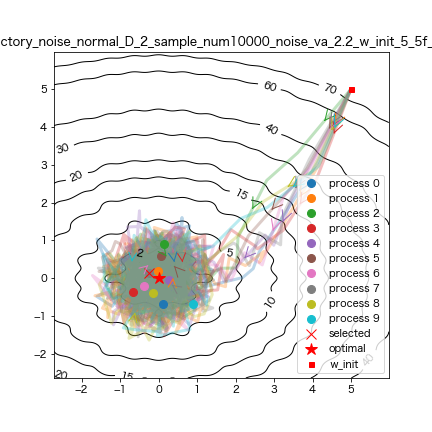 ctory_noise_normal_D_2_sample_num10000_noise_va_2.2_w_init_5_5f_
70
60
40
30
20
15
2
5
10
15
20
40
5
4
3
2
1
0
−1
−2
−2
−1
0
1
2
3
4
5
process 0
process 1
process 2
process 3
process 4
process 5
process 6
process 7
process 8
process 9
selected
optimal
w_init